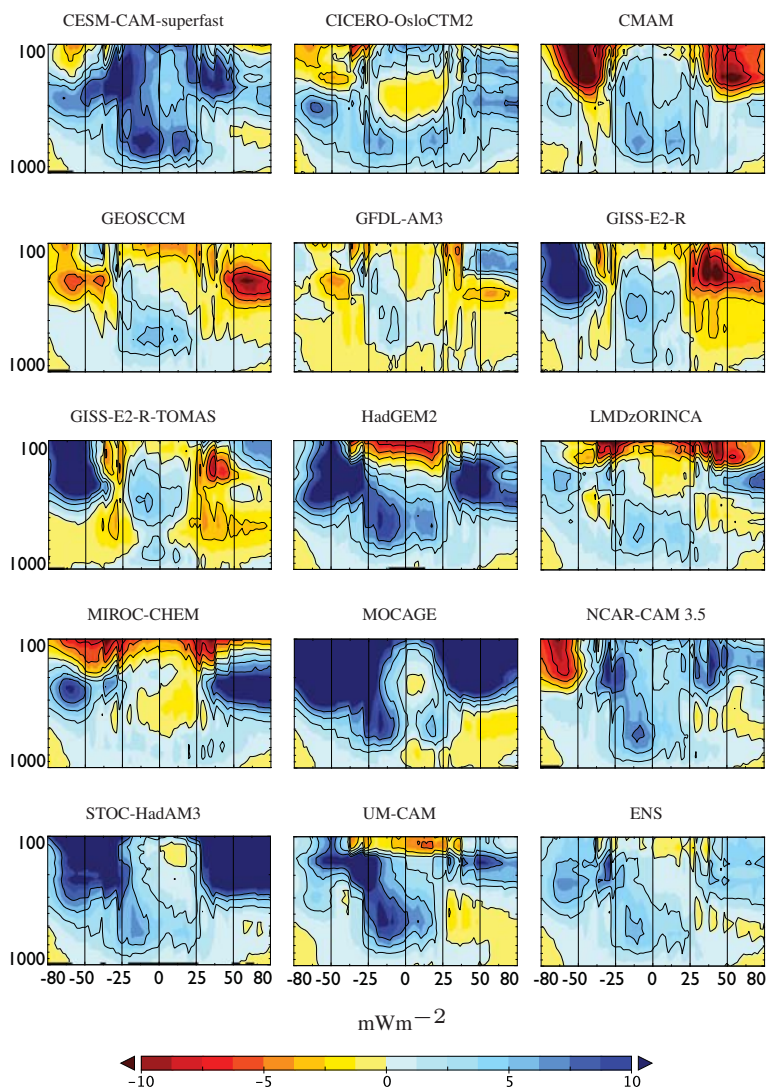 CESM-CAM-superfast CICERO-OsloCTM2 CMAM
100
1000
GEOSCCM GFDL-AM3 GISS-E2-R
100
1000
GISS-E2-R-TOMAS HadGEM2 LMDzORINCA
100
1000
MIROC-CHEM MOCAGE NCAR-CAM 3.5
100
1000
STOC-HadAM3 UM-CAM ENS
100
1000
-80 -50 -25 0 25 50 80 -80 -50 -25 0 25 50 80 -80 -50 -25 0 25 50 80
mWm−2
−10 −5 0 5 10